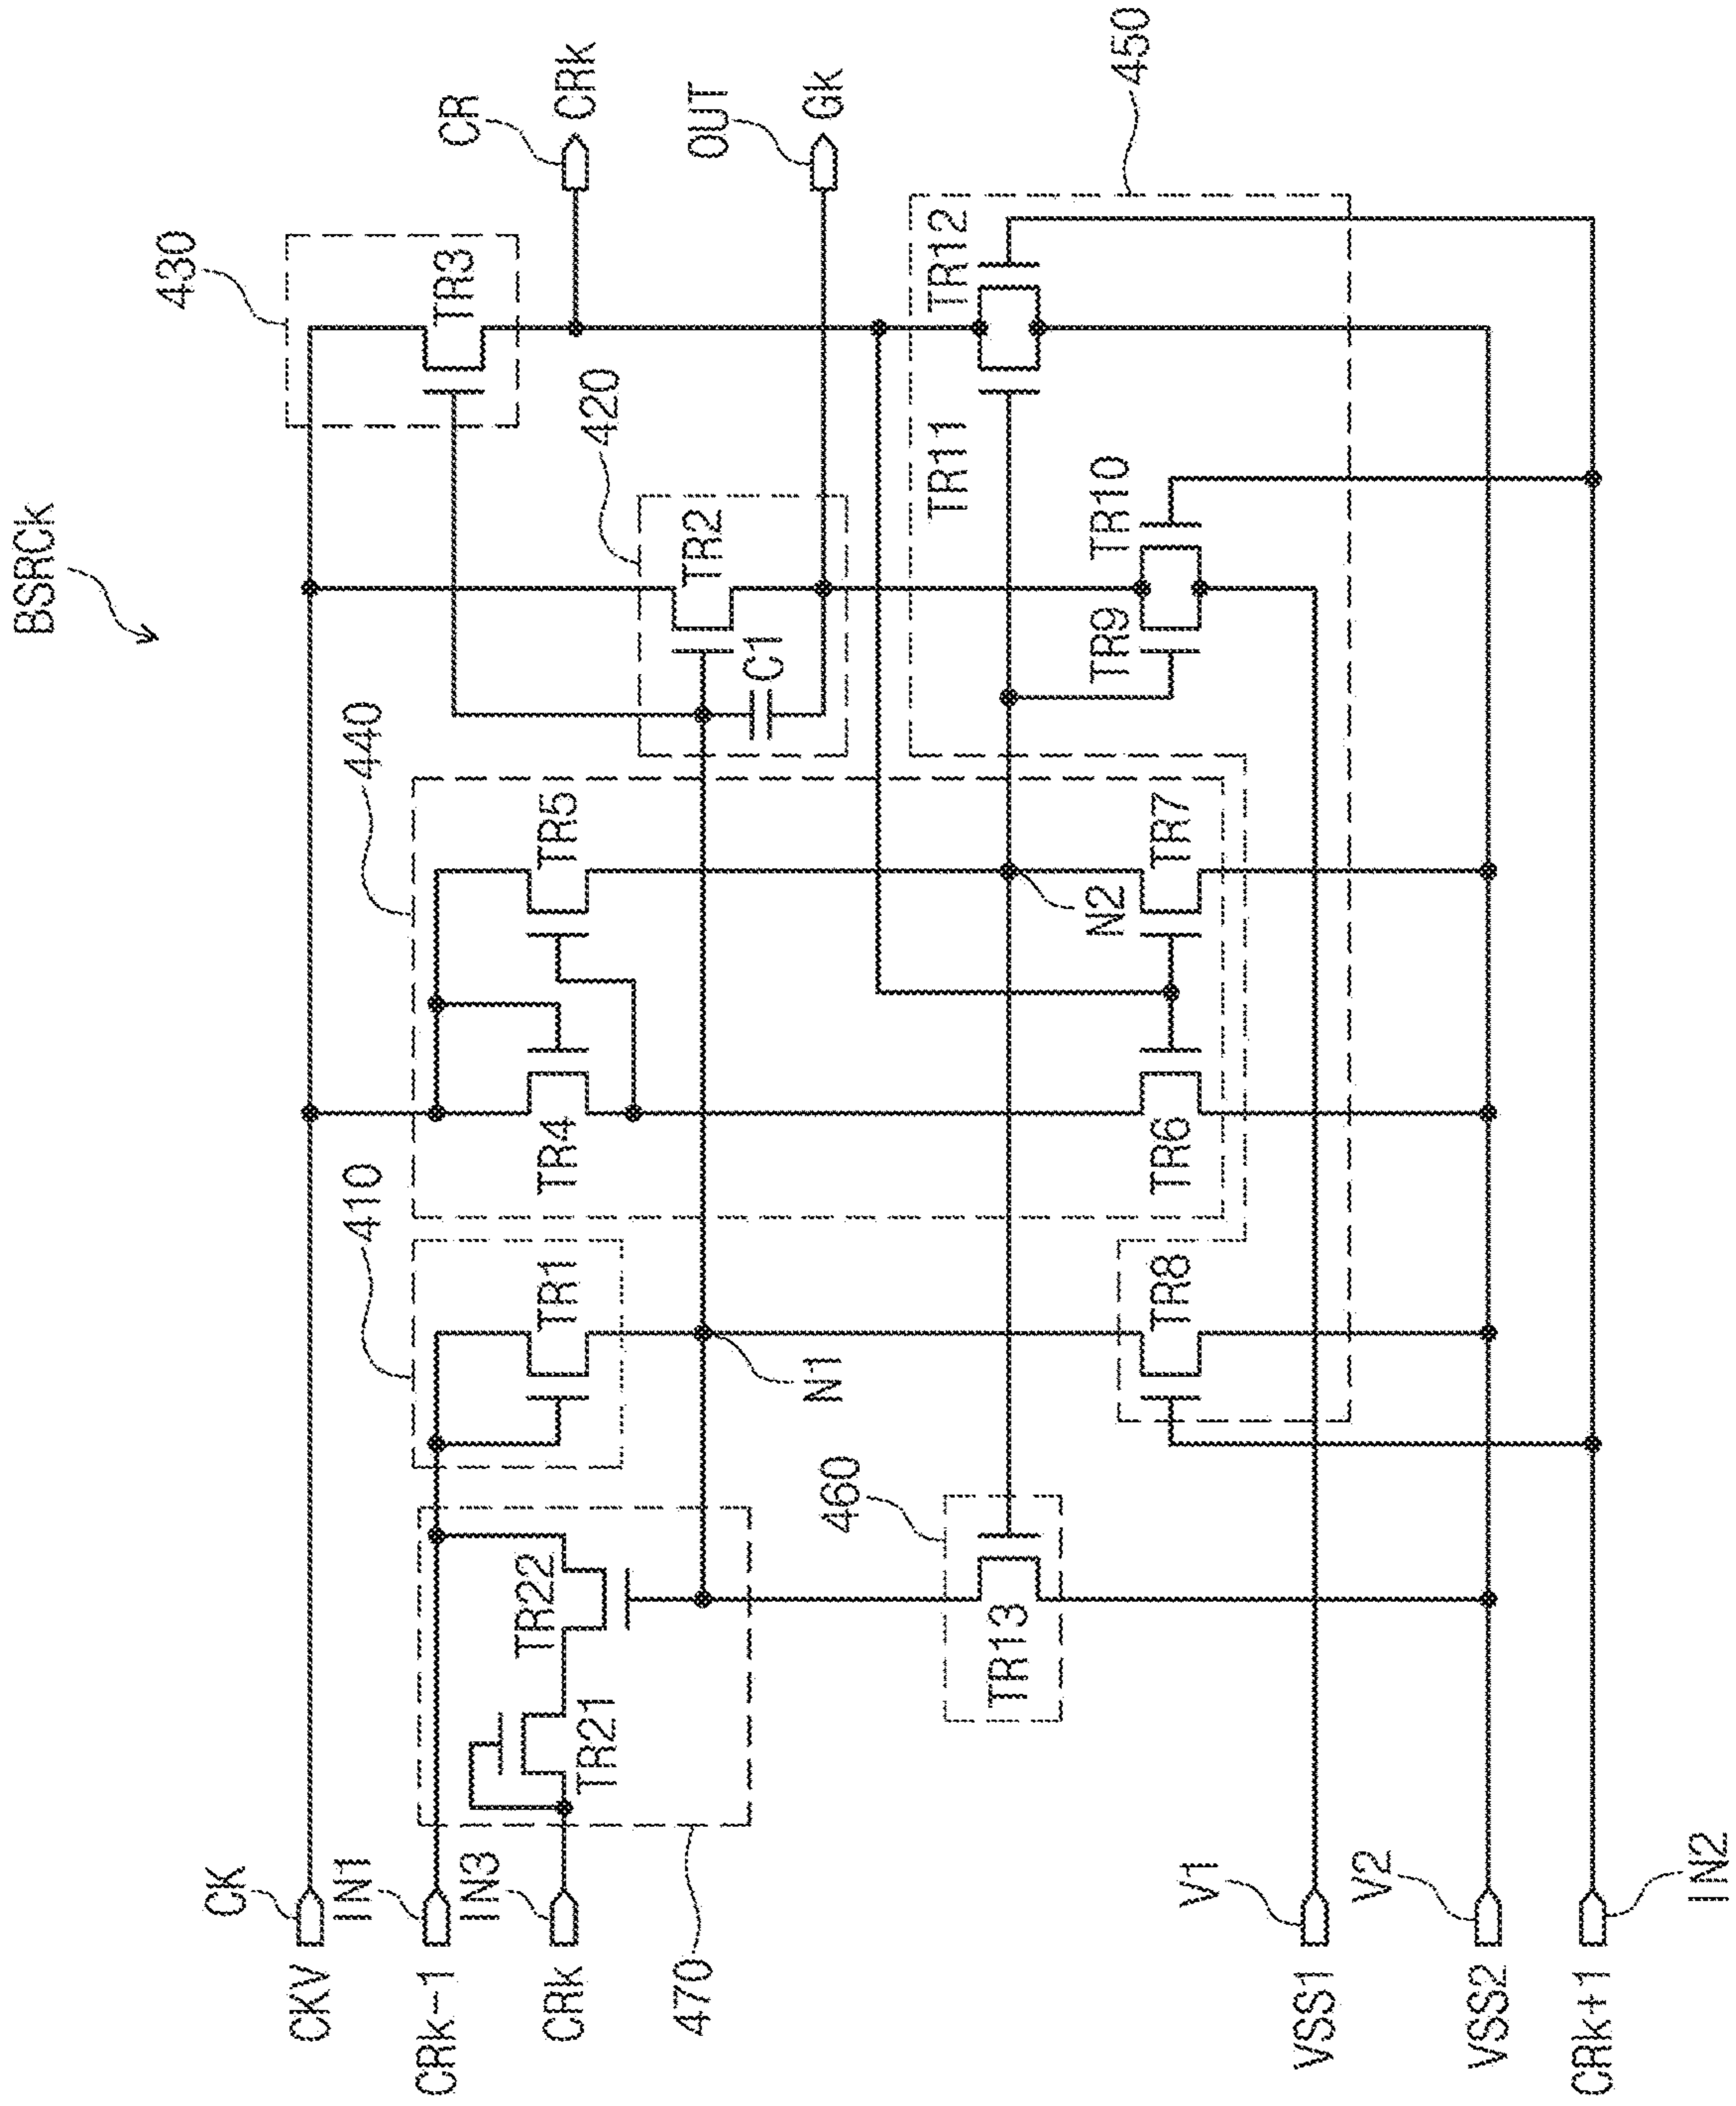 BSRCk
430
TR3
CR
CRk
420
TR2
C1
OUT
Gk
440
TR5
TR4
TR7
TR6
N2
450
TR12
TR11
TR10
TR9
410
TR1
N1
TR8
460
TR13
TR22
TR21
470
CK
CKV
IN1
CRk-1
IN3
CRk
V1
VSS1
V2
VSS2
CRk+1
IN2